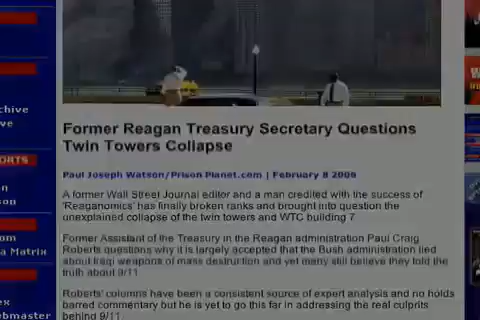 Former Reagan Treasury Secretary Questions
Twin Towers Collapse
Paul Joseph Watson/Prison Planet.com | February 8 2006
A former Wall Street Journal editor and a man credited with the success of
'Reaganomics' has finally broken ranks and brought into question the
unexplained collapse of the twin towers and WTC building 7
Former Assistant of the Treasury in the Reagan administration Paul Craig
Roberts questions why it is largely accepted that the Bush administration lied
about Iraqi weapons of mass destruction and yet many still believe they told the
truth about 9/11
Roberts' columns have been a consistent source of expert analysis and no holds
barred commentary but he is yet to go this far in addressing the real culprits
behind 9/11
chive
ve
ORTS
n
son
om
a Matrix
ex
ebmaster
W